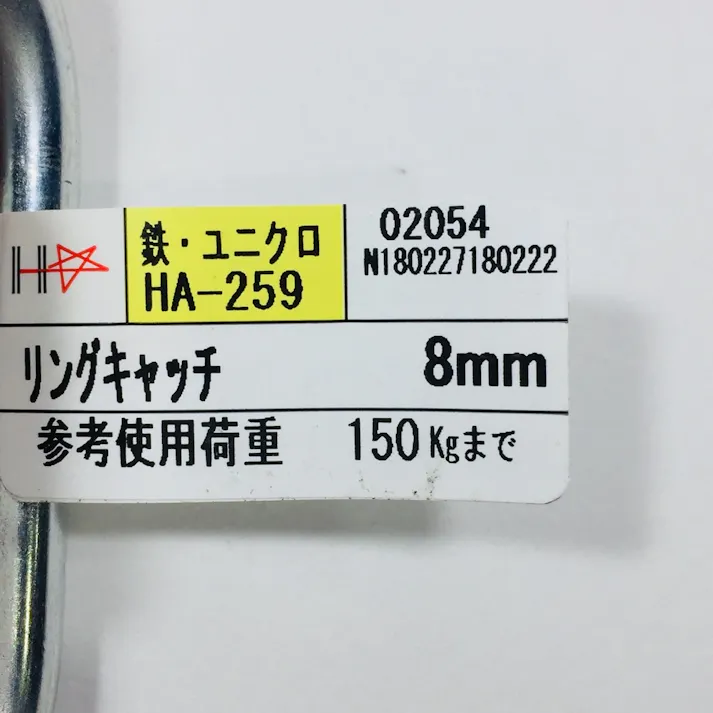 H☆
鉄・ユニクロ
HA-259
02054
N180227180222
リングキャッチ 8mm
参考使用荷重 150Kgまで